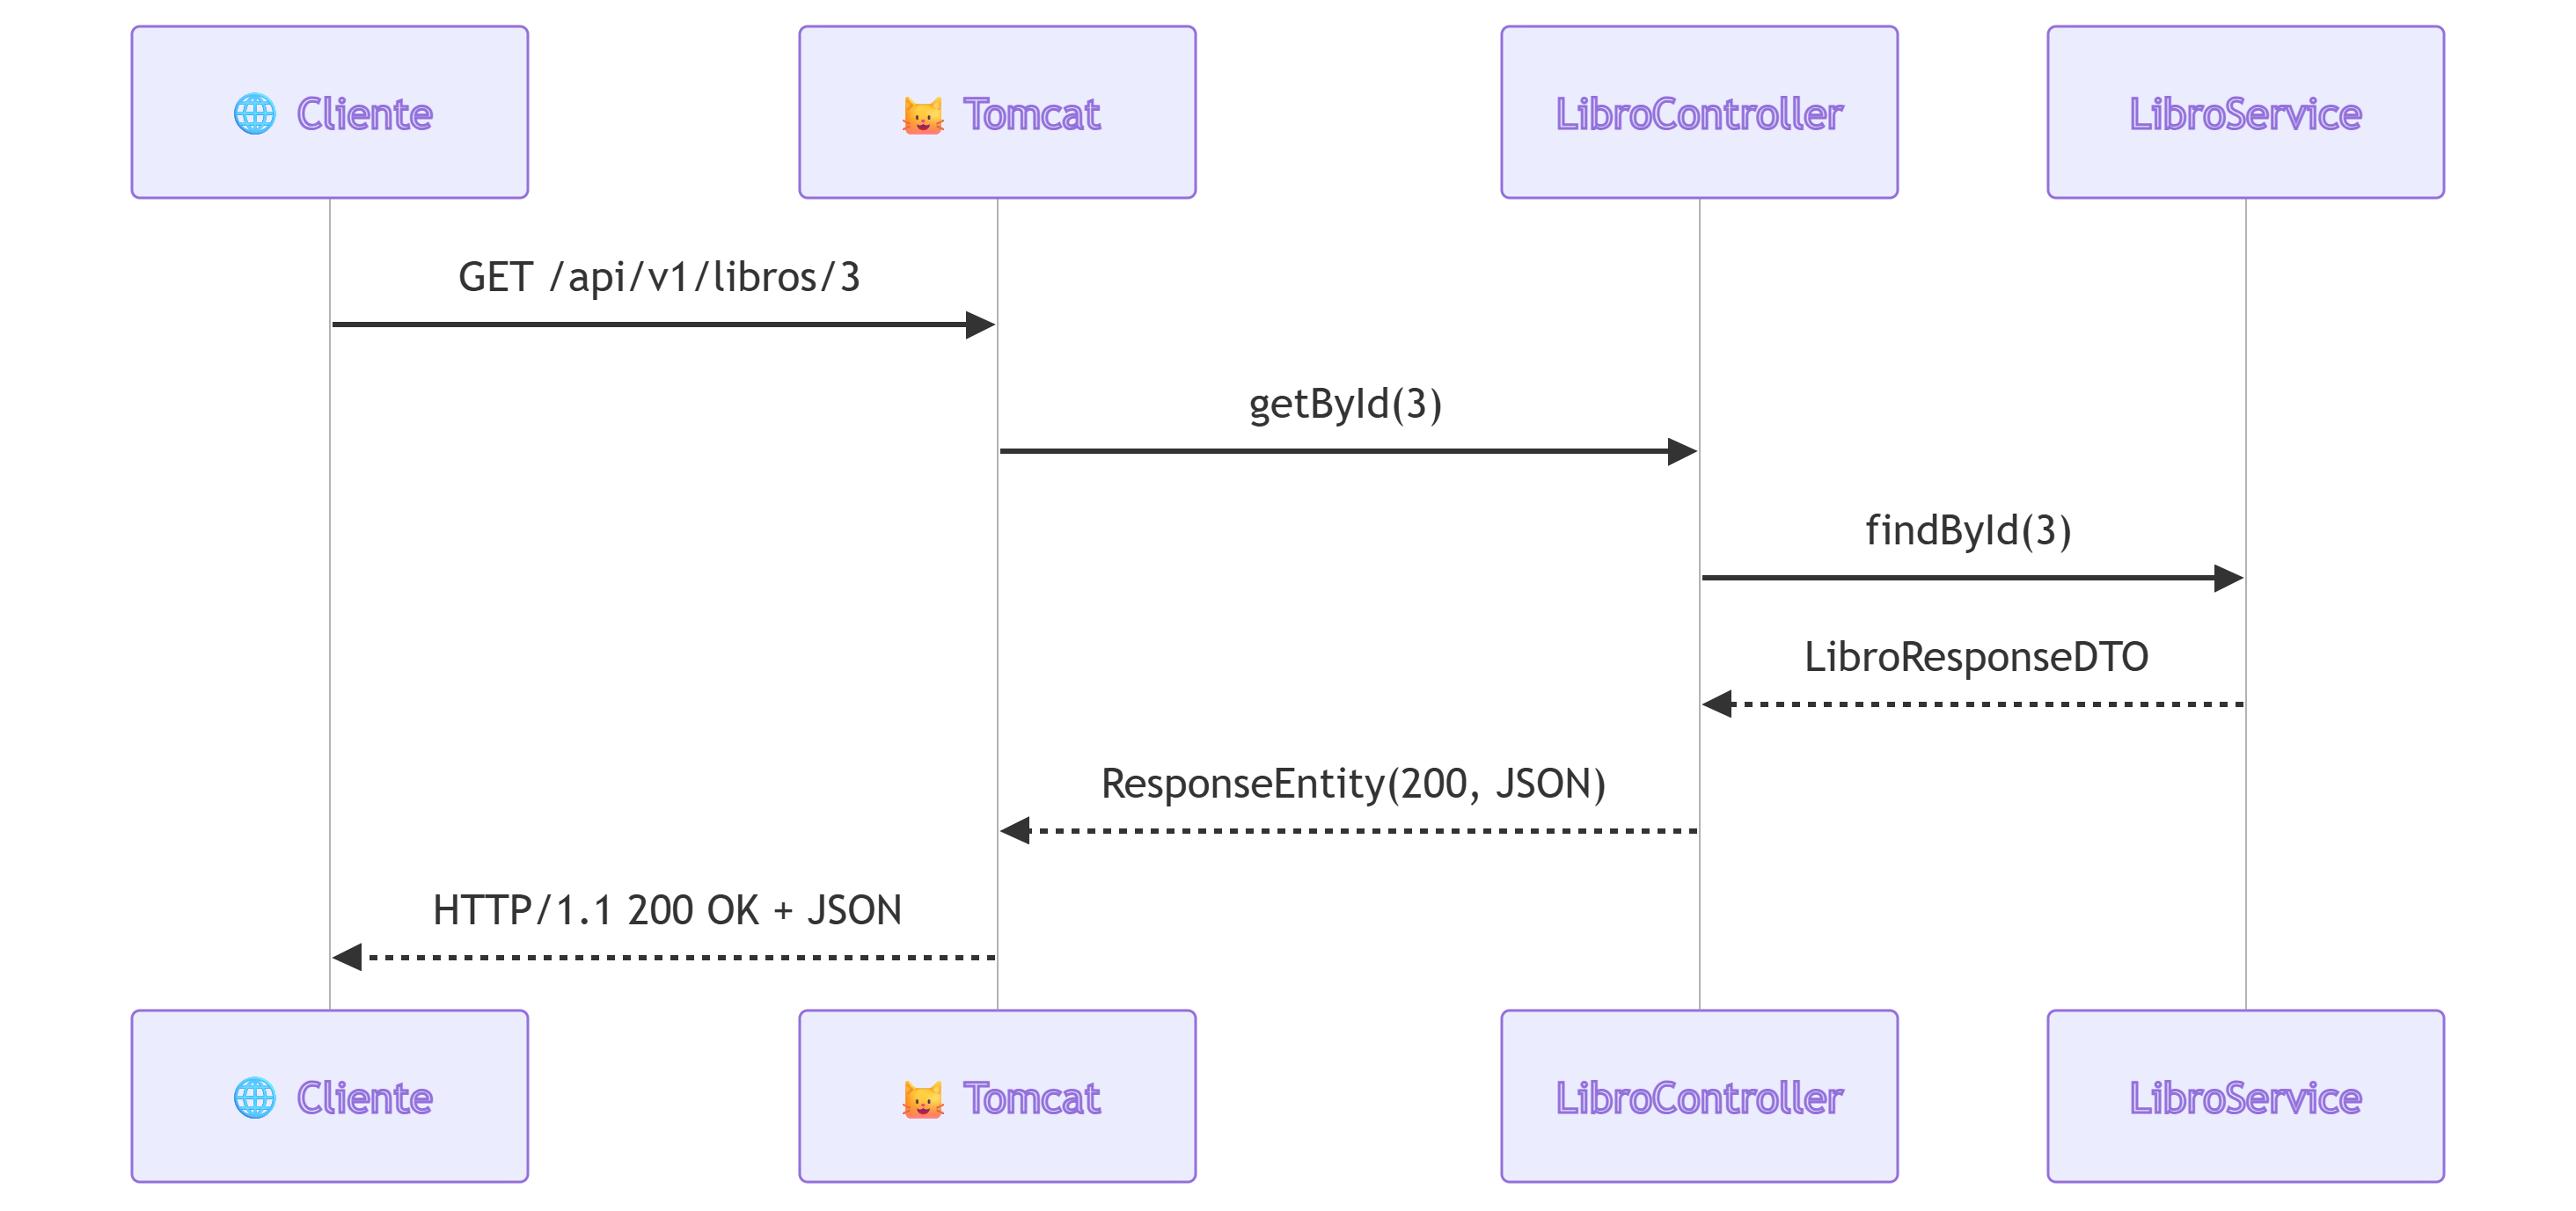 🌐 Cliente
🐱 Tomcat
LibroController
LibroService
GET /api/v1/libros/3
getById(3)
findById(3)
LibroResponseDTO
ResponseEntity(200, JSON)
HTTP/1.1 200 OK + JSON
🌐 Cliente
🐱 Tomcat
LibroController
LibroService